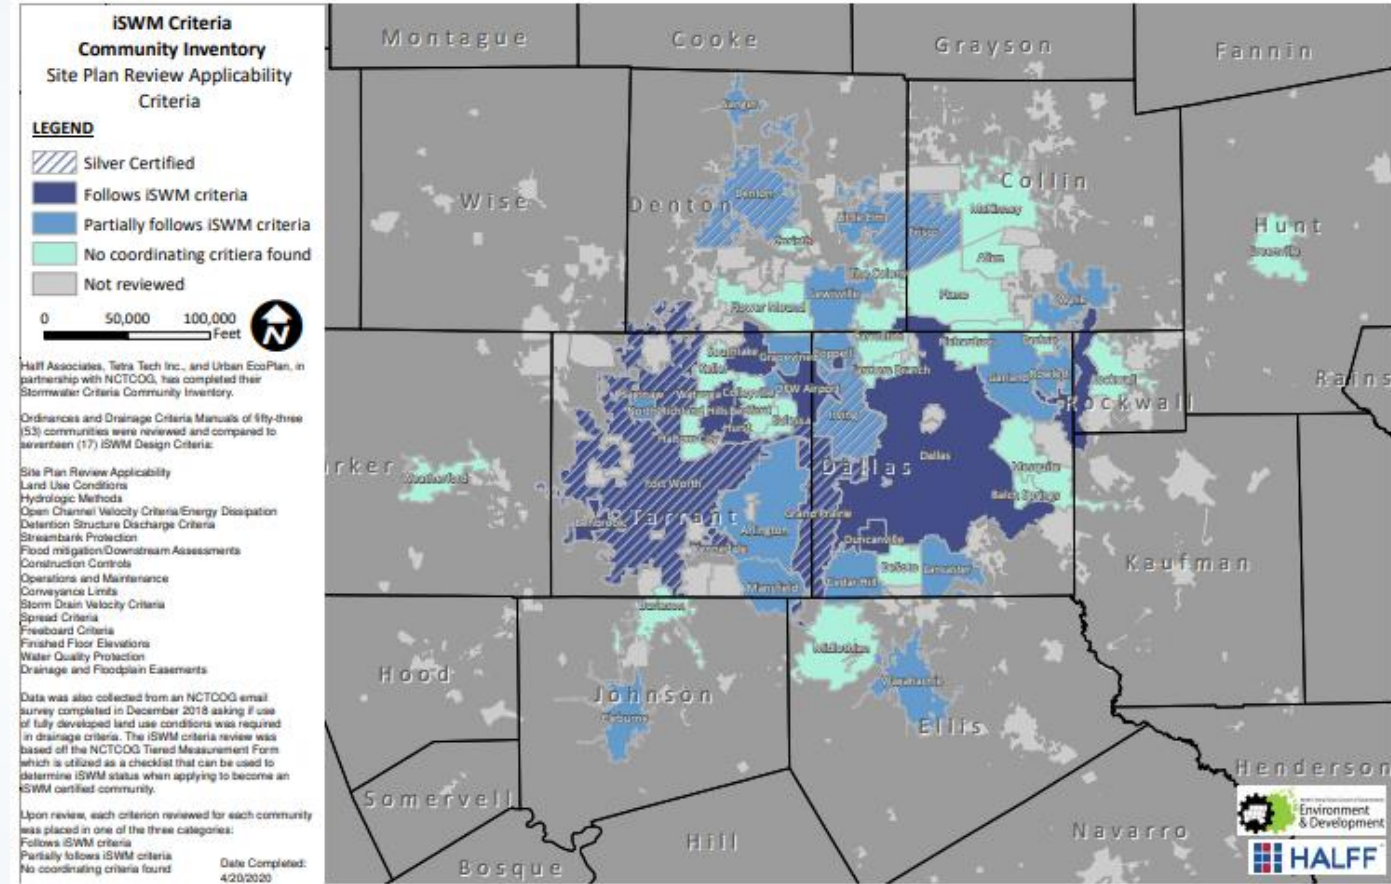 iSWM Criteria
Community Inventory
Site Plan Review Applicability
Criteria
LEGEND
Silver Certified
Follows iSWM criteria
Partially follows iSWM criteria
No coordinating critiera found
Not reviewed
0 50,000 100,000
Feet
N
Halff Associates, Tetra Tech Inc., and Urban EcoPlan, in
partnership with NCTCOG, has completed their
Stormwater Criteria Community Inventory.
Ordinances and Drainage Criteria Manuals of fifty-three
(53) communities were reviewed and compared to
seventeen (17) iSWM Design Criteria:
Site Plan Review Applicability
Land Use Conditions
Hydrologic Methods
Open Channel Velocity Criteria/Energy Dissipation
Detention Structure Discharge Criteria
Streambank Protection
Flood mitigation/Downstream Assessments
Construction Controls
Operations and Maintenance
Conveyance Limits
Storm Drain Velocity Criteria
Spread Criteria
Freeboard Criteria
Finished Floor Elevations
Water Quality Protection
Drainage and Floodplain Easements
Data was also collected from an NCTCOG email
survey completed in December 2018 asking if use
of fully developed land use conditions was required
in drainage criteria. The iSWM criteria review was
based off the NCTCOG Tiered Measurement Form
which is utilized as a checklist that can be used to
determine iSWM status when applying to become an
iSWM certified community.
Upon review, each criterion reviewed for each community
was placed in one of the three categories:
Follows iSWM criteria
Partially follows iSWM criteria
No coordinating criteria found
Date Completed:
4/20/2020
Montague
Cooke
Grayson
Fannin
Sanger
Wise
Denton
Denton
Collin
McKinney
Little Elm
Frisco
Hunt
Greenville
Corinth
Allen
The Colony
Lewisville
Plano
Wylie
Flower Mound
Carrollton
Richardson
Sachse
Southlake
Grapevine
Coppell
Keller
Farmers Branch
Garland
Rowlett
Rockwall
Rains
Rockwall
Saginaw
Watauga
Colleyville
DFW Airport
North Richland Hills
Bedford
Euless
Irving
Hurst
Haltom City
Dallas
Dallas
rker
Weatherford
Mesquite
Fort Worth
Balch Springs
Tarrant
Grand Prairie
Benbrook
Arlington
Duncanville
Kennedale
DeSoto
Lancaster
Kaufman
Mansfield
Cedar Hill
Burleson
Midlothian
Hood
Johnson
Waxahachie
Cleburne
Ellis
Henderson
Somervell
Hill
Navarro
Bosque
Environment
& Development
HALFF